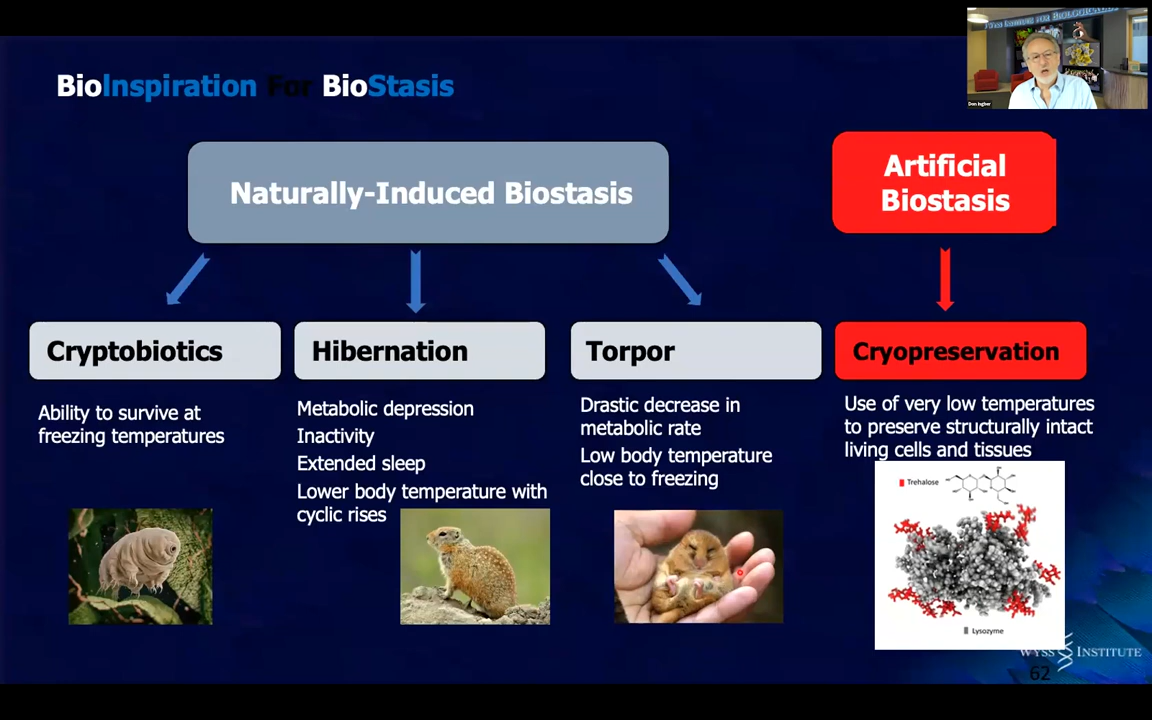 BioInspiration For BioStasis
Don Ingber
Naturally-Induced Biostasis
Artificial
Biostasis
Cryptobiotics
Ability to survive at
freezing temperatures
Hibernation
Metabolic depression
Inactivity
Extended sleep
Lower body temperature with
cyclic rises
Torpor
Drastic decrease in
metabolic rate
Low body temperature
close to freezing
Cryopreservation
Use of very low temperatures
to preserve structurally intact
living cells and tissues
Trehalose
Lysozyme
WYSS INSTITUTE
62